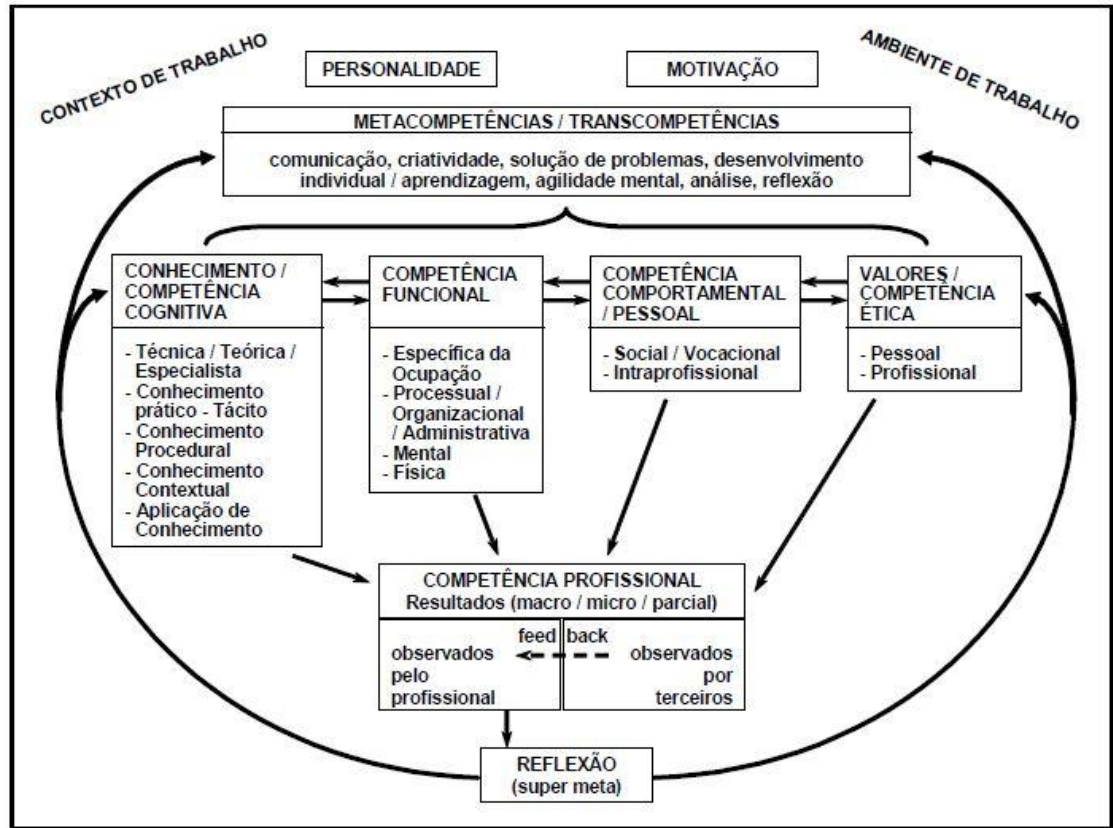 CONTEXTO DE TRABALHO
PERSONALIDADE
MOTIVAÇÃO
AMBIENTE DE TRABALHO
METACOMPETÊNCIAS / TRANSCOMPETÊNCIAS
comunicação, criatividade, solução de problemas, desenvolvimento
individual / aprendizagem, agilidade mental, análise, reflexão
CONHECIMENTO /
COMPETÊNCIA
COGNITIVA
- Técnica / Teórica /
Especialista
- Conhecimento
prático - Tácito
- Conhecimento
Procedural
- Conhecimento
Contextual
- Aplicação de
Conhecimento
COMPETÊNCIA
FUNCIONAL
- Específica da
Ocupação
- Processual /
Organizacional
/ Administrativa
- Mental
- Física
COMPETÊNCIA
COMPORTAMENTAL
/ PESSOAL
- Social / Vocacional
- Intraprofissional
VALORES /
COMPETÊNCIA
ÉTICA
- Pessoal
- Profissional
COMPETÊNCIA PROFISSIONAL
Resultados (macro / micro / parcial)
feed back
observados
pelo
profissional
observados
por
terceiros
REFLEXÃO
(super meta)